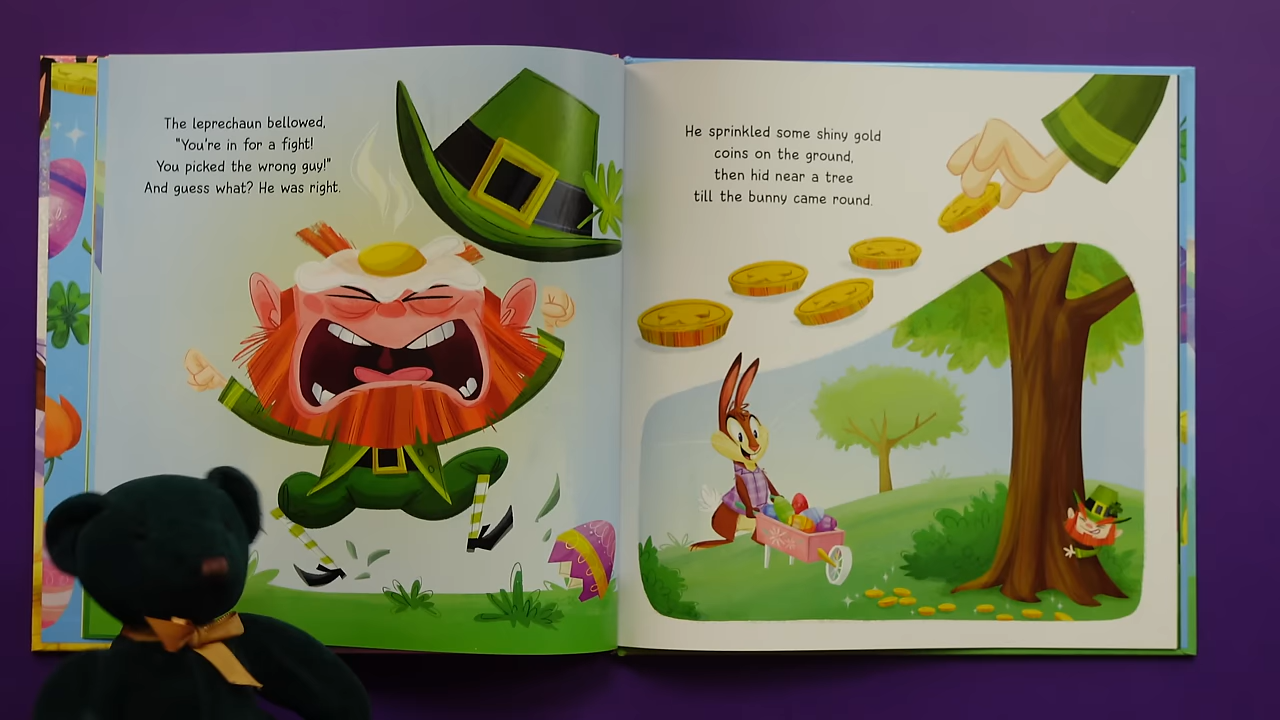 The leprechaun bellowed,
"You're in for a fight!
You picked the wrong guy!"
And guess what? He was right.
He sprinkled some shiny gold
coins on the ground,
then hid near a tree
till the bunny came round.